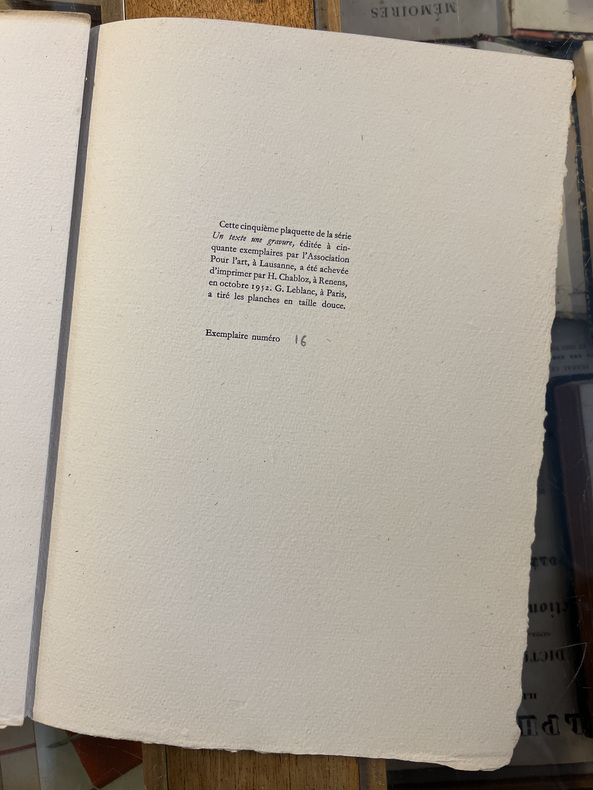 MÉMOIRES
Cette cinquième plaquette de la série
Un texte une gravure, éditée à cin-
quante exemplaires par l'Association
Pour l'art, à Lausanne, a été achevée
d'imprimer par H. Chabloz, à Renens,
en octobre 1952. G. Leblanc, à Paris,
a tiré les planches en taille douce.
Exemplaire numéro 16